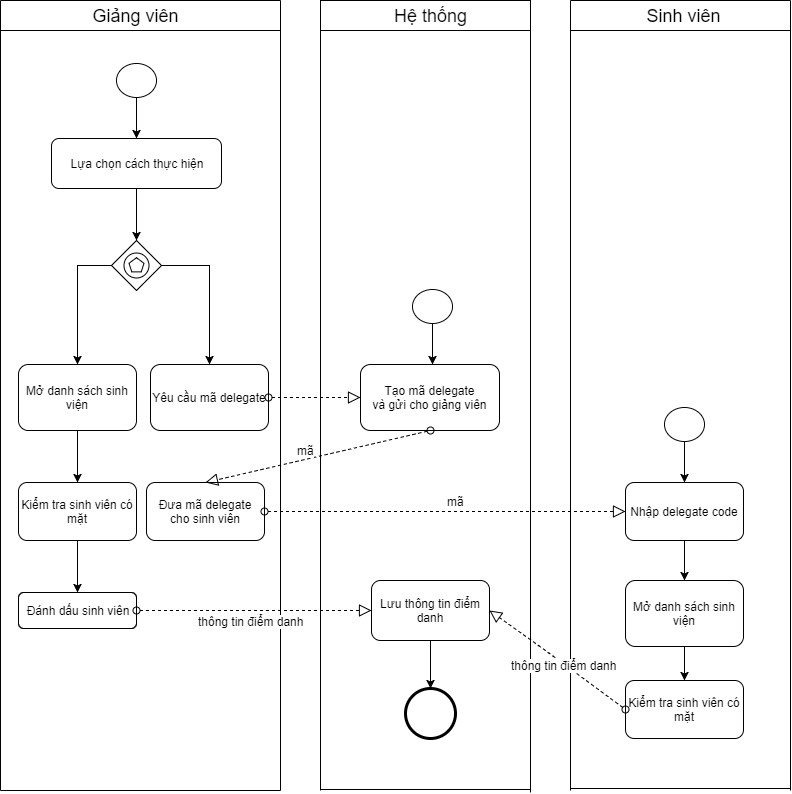 Giảng viên
Hệ thống
Sinh viên
Lựa chọn cách thực hiện
Mở danh sách sinh
viện
Yêu cầu mã delegate
Tạo mã delegate
và gửi cho giảng viên
mã
Kiểm tra sinh viên có
mặt
Đưa mã delegate
cho sinh viên
mã
Nhập delegate code
Đánh dấu sinh viên
thông tin điểm danh
Lưu thông tin điểm
danh
Mở danh sách sinh
viện
thông tin điểm danh
Kiểm tra sinh viên có
mặt